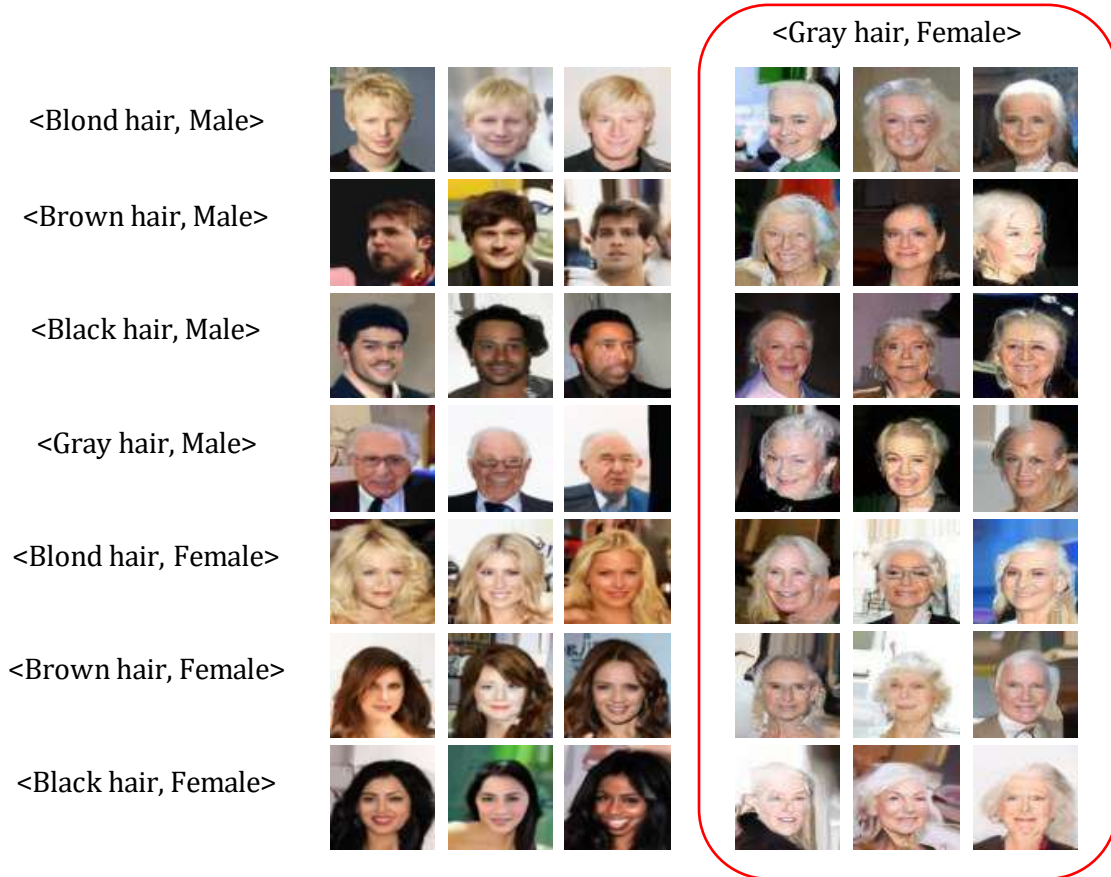 <Gray hair, Female>
<Blond hair, Male>
<Brown hair, Male>
<Black hair, Male>
<Gray hair, Male>
<Blond hair, Female>
<Brown hair, Female>
<Black hair, Female>